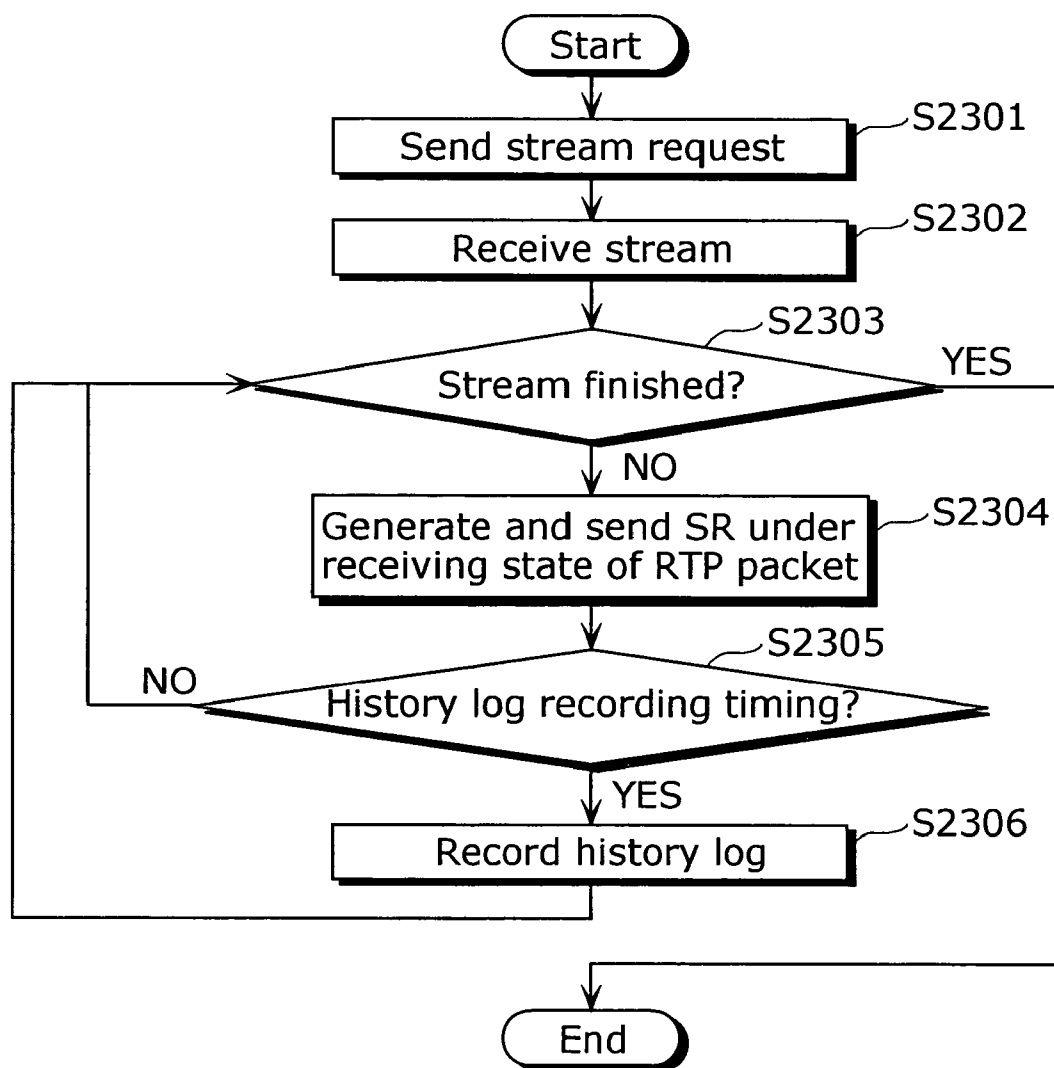 Start
S2301
Send stream request
S2302
Receive stream
S2303
Stream finished?
YES
NO
S2304
Generate and send SR under
receiving state of RTP packet
S2305
History log recording timing?
NO
YES
S2306
Record history log
End